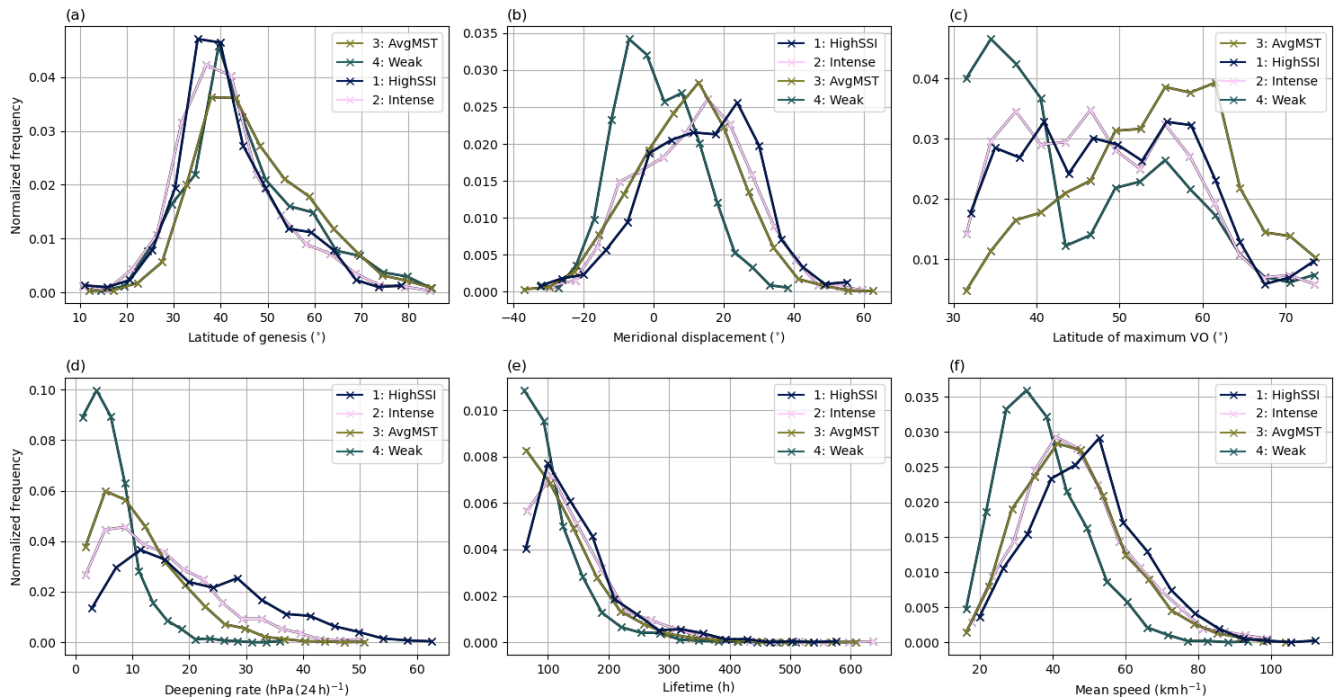 (a)
(b)
(c)
Normalized frequency
0.04
0.03
0.02
0.01
0.00
3: AvgMST
4: Weak
1: HighSSI
2: Intense
10 20 30 40 50 60 70 80
Latitude of genesis (°)
0.035
0.030
0.025
0.020
0.015
0.010
0.005
0.000
1: HighSSI
2: Intense
3: AvgMST
4: Weak
−40 −20 0 20 40 60
Meridional displacement (°)
0.04
0.03
0.02
0.01
3: AvgMST
1: HighSSI
2: Intense
4: Weak
30 40 50 60 70
Latitude of maximum VO (°)
(d)
(e)
(f)
Normalized frequency
0.10
0.08
0.06
0.04
0.02
0.00
1: HighSSI
2: Intense
3: AvgMST
4: Weak
0 10 20 30 40 50 60
Deepening rate (hPa (24 h)⁻¹)
0.010
0.008
0.006
0.004
0.002
0.000
1: HighSSI
2: Intense
3: AvgMST
4: Weak
100 200 300 400 500 600
Lifetime (h)
0.035
0.030
0.025
0.020
0.015
0.010
0.005
0.000
1: HighSSI
2: Intense
3: AvgMST
4: Weak
20 40 60 80 100
Mean speed (km h⁻¹)